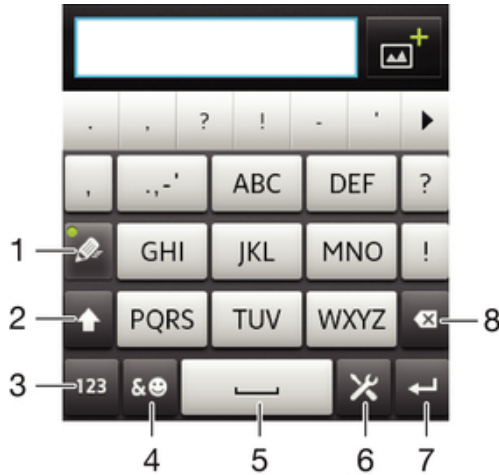 . , ? ! - '
, .,-' ABC DEF ?
1 GHI JKL MNO !
2 PQRS TUV WXYZ 8
3 123 &
4 5 6 7